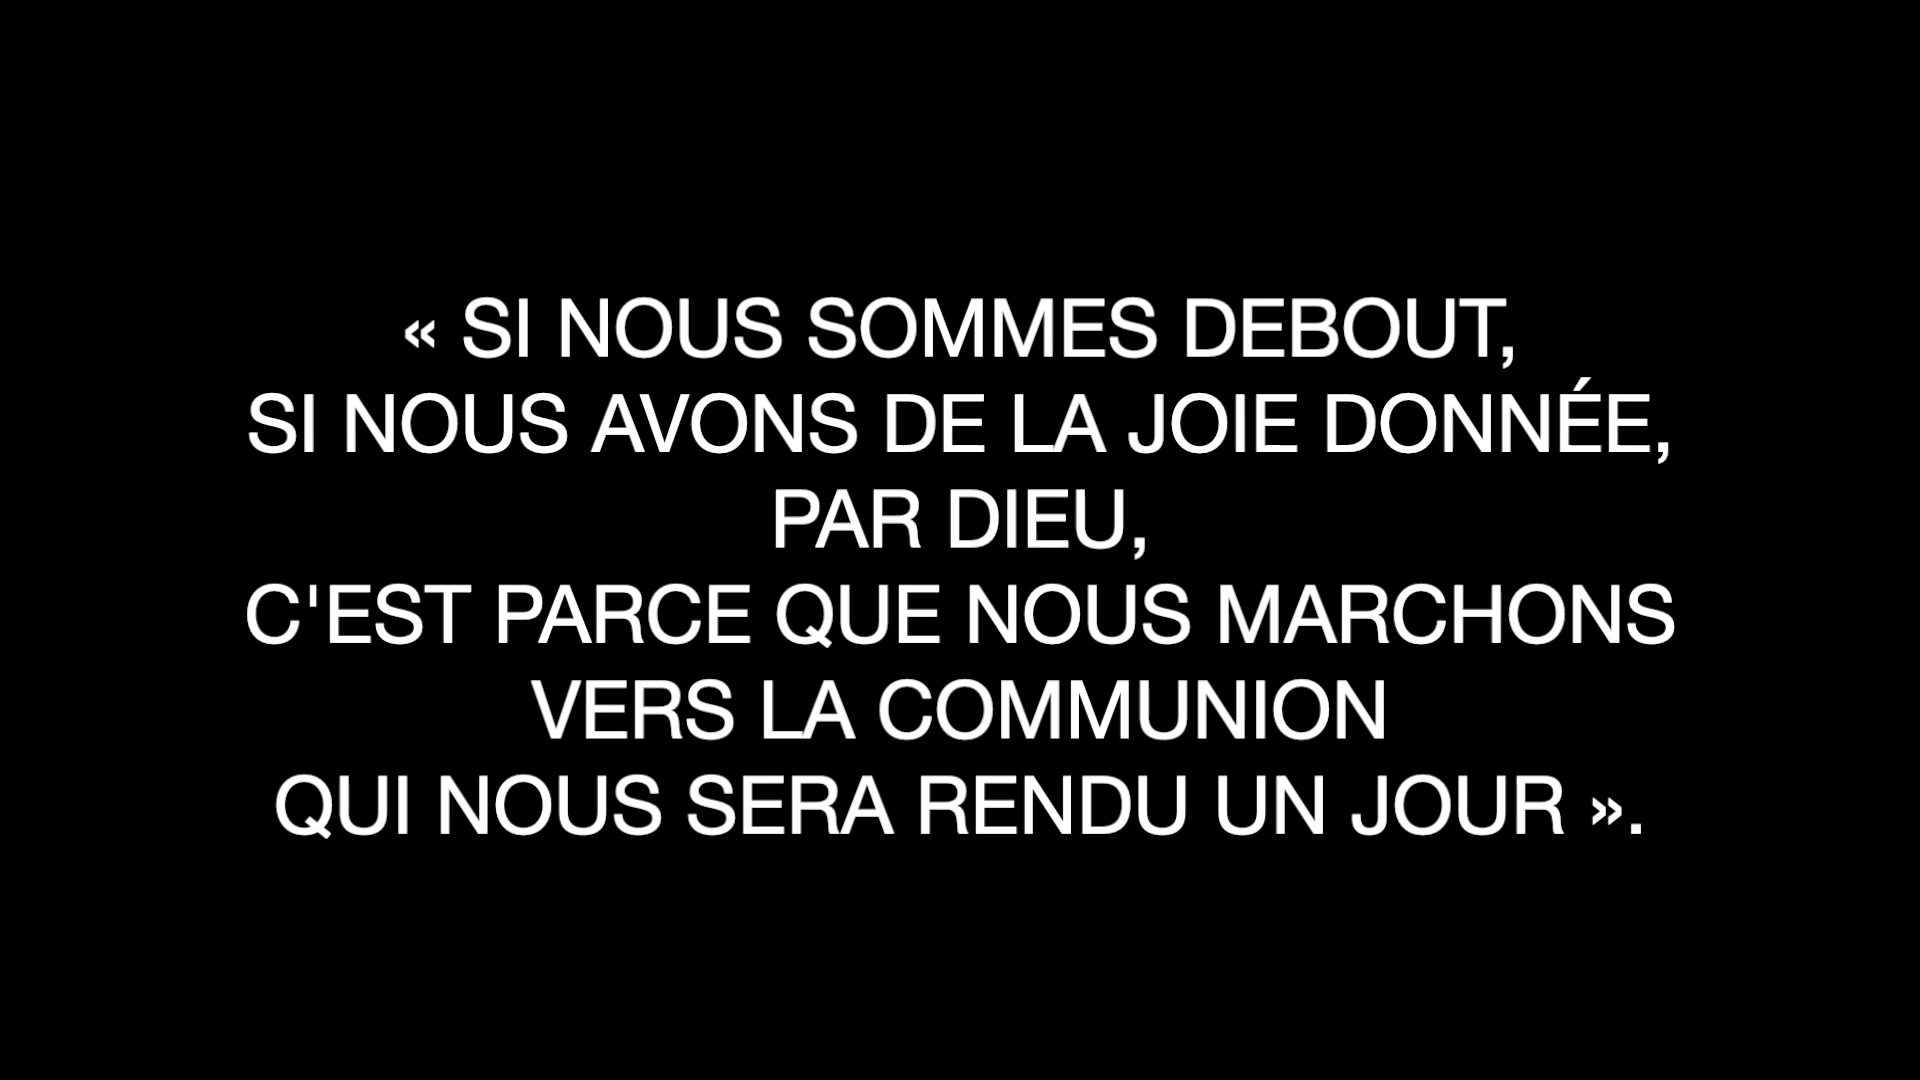 « SI NOUS SOMMES DEBOUT,
SI NOUS AVONS DE LA JOIE DONNÉE,
PAR DIEU,
C'EST PARCE QUE NOUS MARCHONS
VERS LA COMMUNION
QUI NOUS SERA RENDU UN JOUR ».